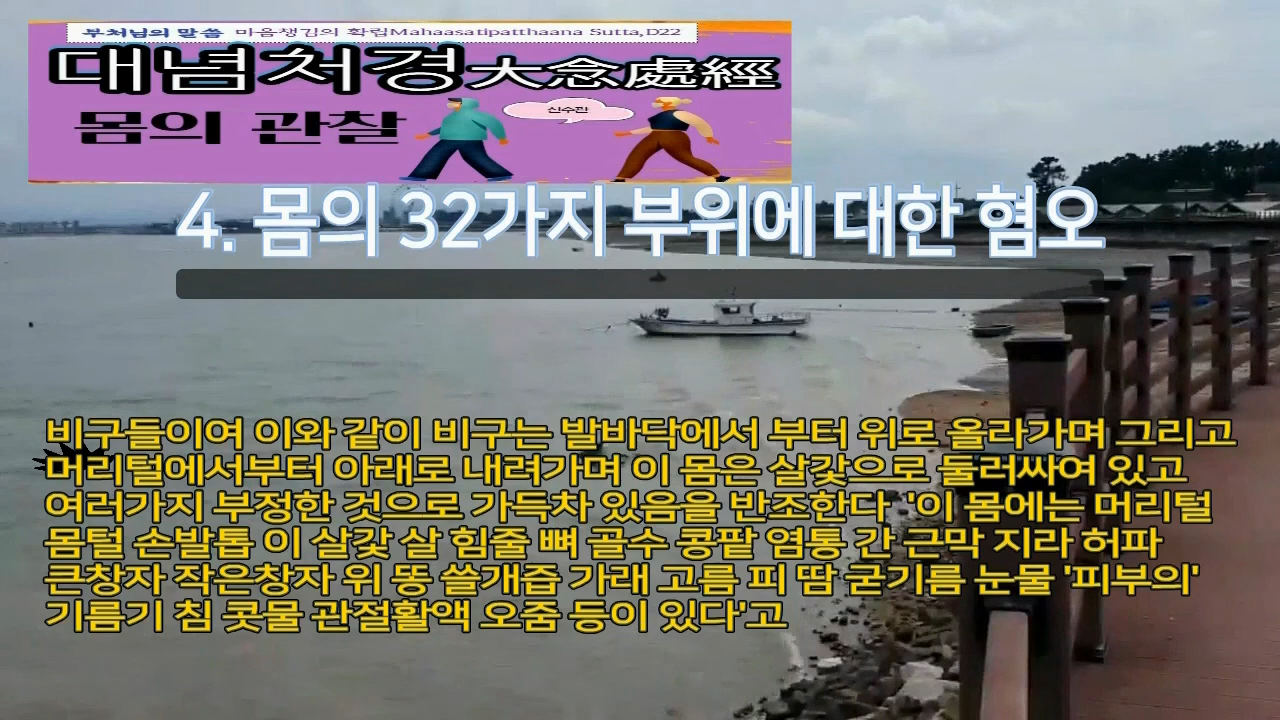 부처님의 말씀 마음챙김의 확립Mahaasatipatthaana Sutta,D22
대념처경大念處經
몸의 관찰
신수관
4. 몸의 32가지 부위에 대한 혐오
비구들이여 이와 같이 비구는 발바닥에서 부터 위로 올라가며 그리고
머리털에서부터 아래로 내려가며 이 몸은 살갗으로 둘러싸여 있고
여러가지 부정한 것으로 가득차 있음을 반조한다 '이 몸에는 머리털
몸털 손발톱 이 살갗 살 힘줄 뼈 골수 콩팥 염통 간 근막 지라 허파
큰창자 작은창자 위 똥 쓸개즙 가래 고름 피 땀 굳기름 눈물 '피부의'
기름기 침 콧물 관절활액 오줌 등이 있다'고